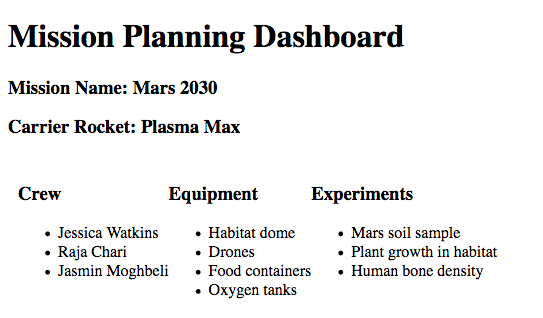 Mission Planning Dashboard
Mission Name: Mars 2030
Carrier Rocket: Plasma Max
Crew
Jessica Watkins
Raja Chari
Jasmin Moghbeli
Equipment
Habitat dome
Drones
Food containers
Oxygen tanks
Experiments
Mars soil sample
Plant growth in habitat
Human bone density